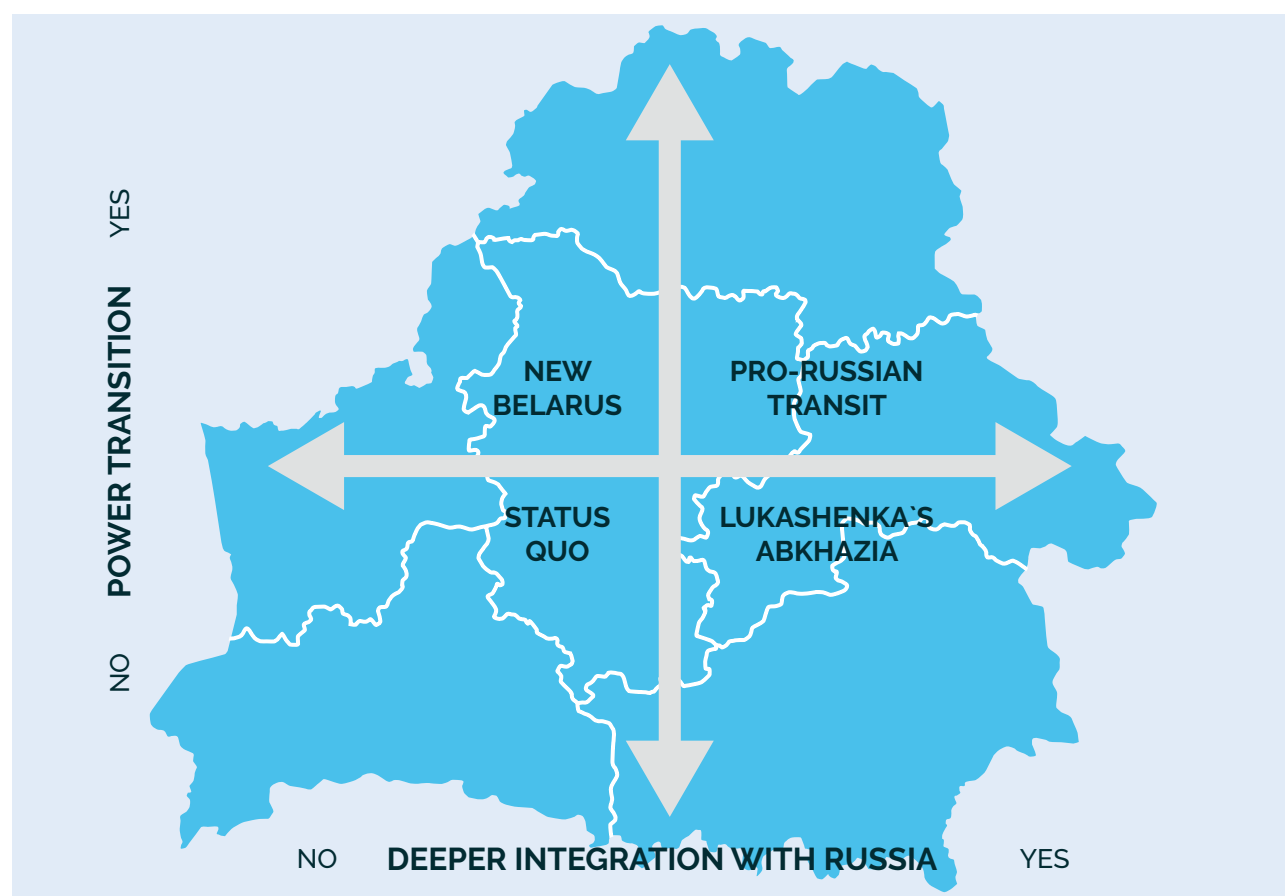 YES
POWER TRANSITION
NO
NEW
BELARUS
PRO-RUSSIAN
TRANSIT
STATUS
QUO
LUKASHENKA`S
ABKHAZIA
NO
DEEPER INTEGRATION WITH RUSSIA
YES